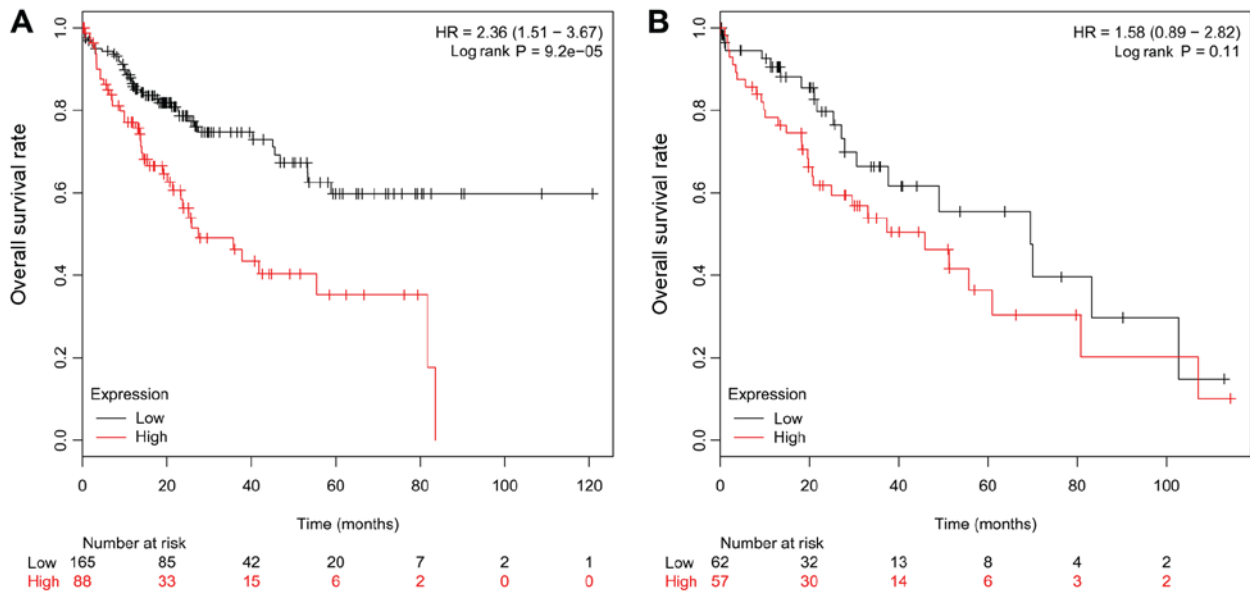 A
HR = 2.36 (1.51 − 3.67)
Log rank P = 9.2e−05
Overall survival rate
1.0
0.8
0.6
0.4
0.2
0.0
Expression
Low
High
0 20 40 60 80 100 120
Time (months)
Number at risk
Low 165 85 42 20 7 2 1
High 88 33 15 6 2 0 0
B
HR = 1.58 (0.89 − 2.82)
Log rank P = 0.11
Overall survival rate
1.0
0.8
0.6
0.4
0.2
0.0
Expression
Low
High
0 20 40 60 80 100
Time (months)
Number at risk
Low 62 32 13 8 4 2
High 57 30 14 6 3 2